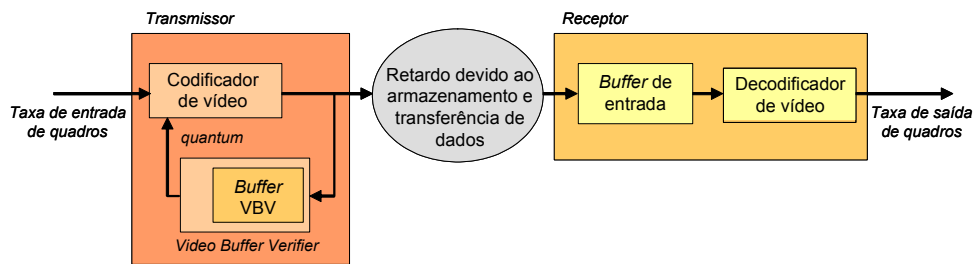 Transmissor
Receptor
Taxa de entrada
de quadros
Codificador
de vídeo
quantum
Buffer
VBV
Video Buffer Verifier
Retardo devido ao
armazenamento e
transferência de
dados
Buffer de
entrada
Decodificador
de vídeo
Taxa de saída
de quadros